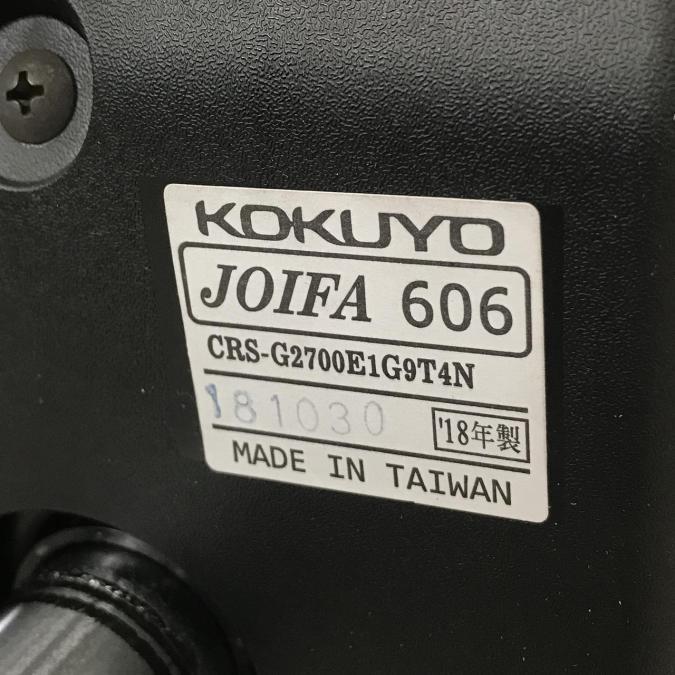 KOKUYO
JOIFA 606
CRS-G2700E1G9T4N
181030
'18年製
MADE IN TAIWAN